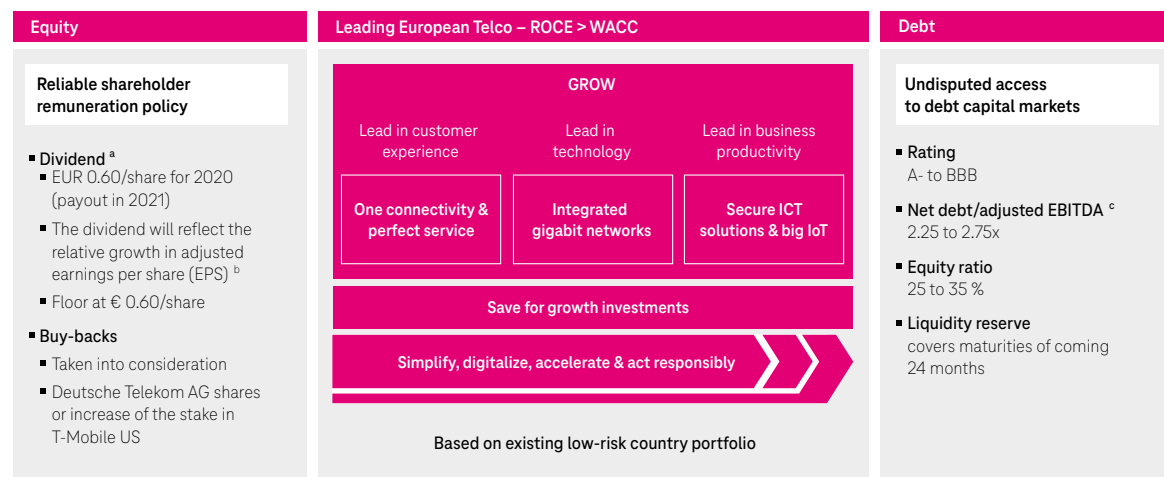 Equity
Reliable shareholder
remuneration policy
▪ Dividend a
▪ EUR 0.60/share for 2020
(payout in 2021)
▪ The dividend will reflect the
relative growth in adjusted
earnings per share (EPS) b
▪ Floor at € 0.60/share
▪ Buy-backs
▪ Taken into consideration
▪ Deutsche Telekom AG shares
or increase of the stake in
T-Mobile US
Leading European Telco – ROCE > WACC
GROW
Lead in customer
experience
Lead in
technology
Lead in business
productivity
One connectivity &
perfect service
Integrated
gigabit networks
Secure ICT
solutions & big IoT
Save for growth investments
Simplify, digitalize, accelerate & act responsibly
Based on existing low-risk country portfolio
Debt
Undisputed access
to debt capital markets
▪ Rating
A- to BBB
▪ Net debt/adjusted EBITDA c
2.25 to 2.75x
▪ Equity ratio
25 to 35 %
▪ Liquidity reserve
covers maturities of coming
24 months